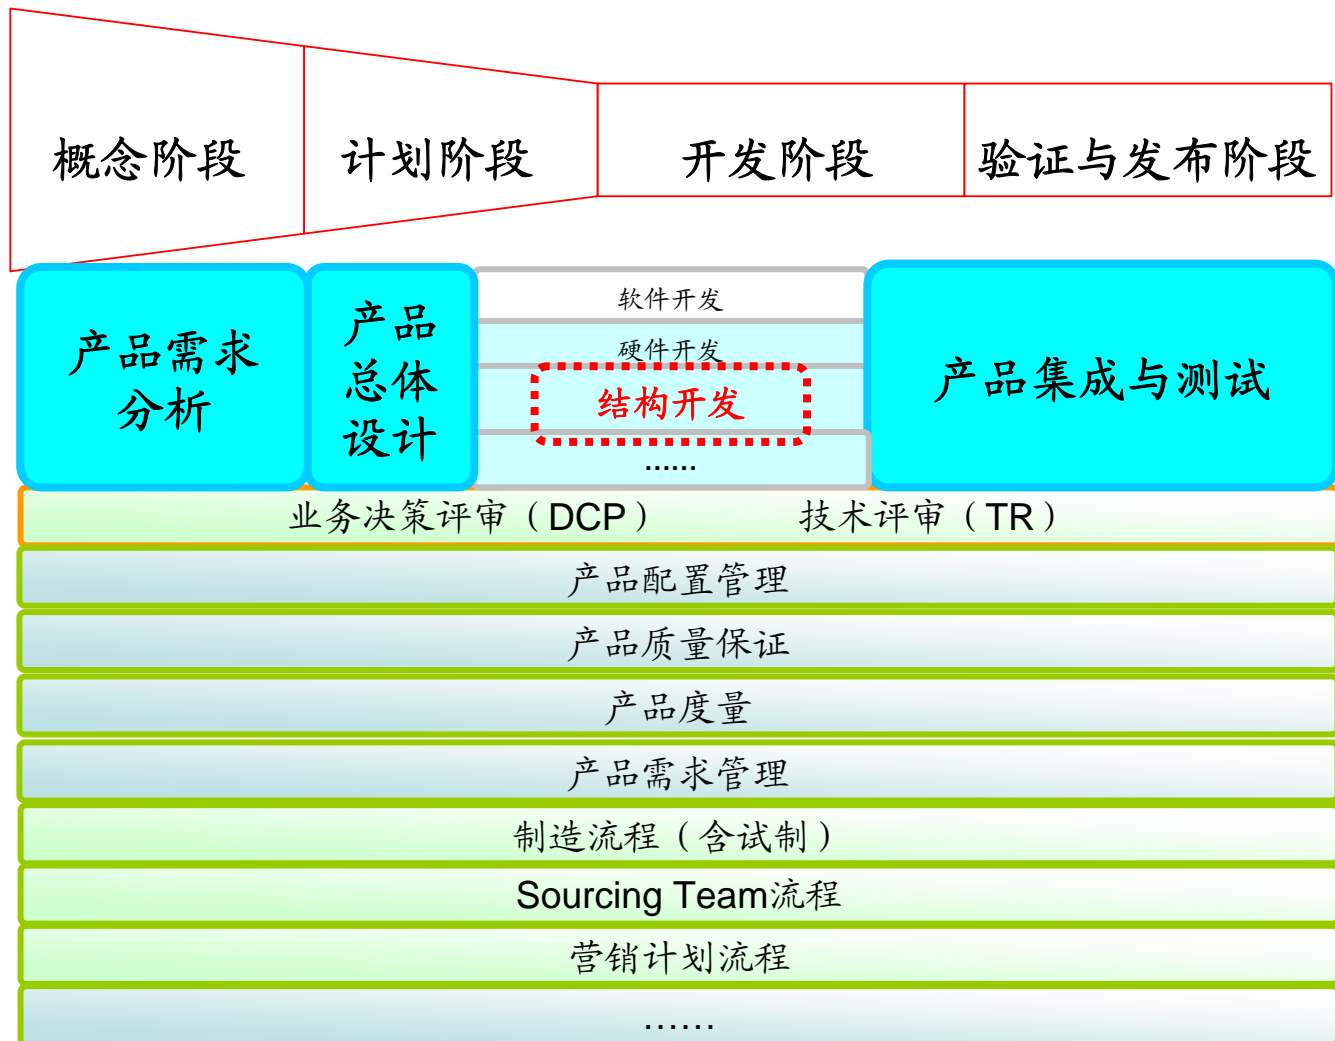 概念阶段
计划阶段
开发阶段
验证与发布阶段
产品需求
分析
产品
总体
设计
软件开发
硬件开发
结构开发
......
产品集成与测试
业务决策评审（DCP） 技术评审（TR）
产品配置管理
产品质量保证
产品度量
产品需求管理
制造流程（含试制）
Sourcing Team流程
营销计划流程
……